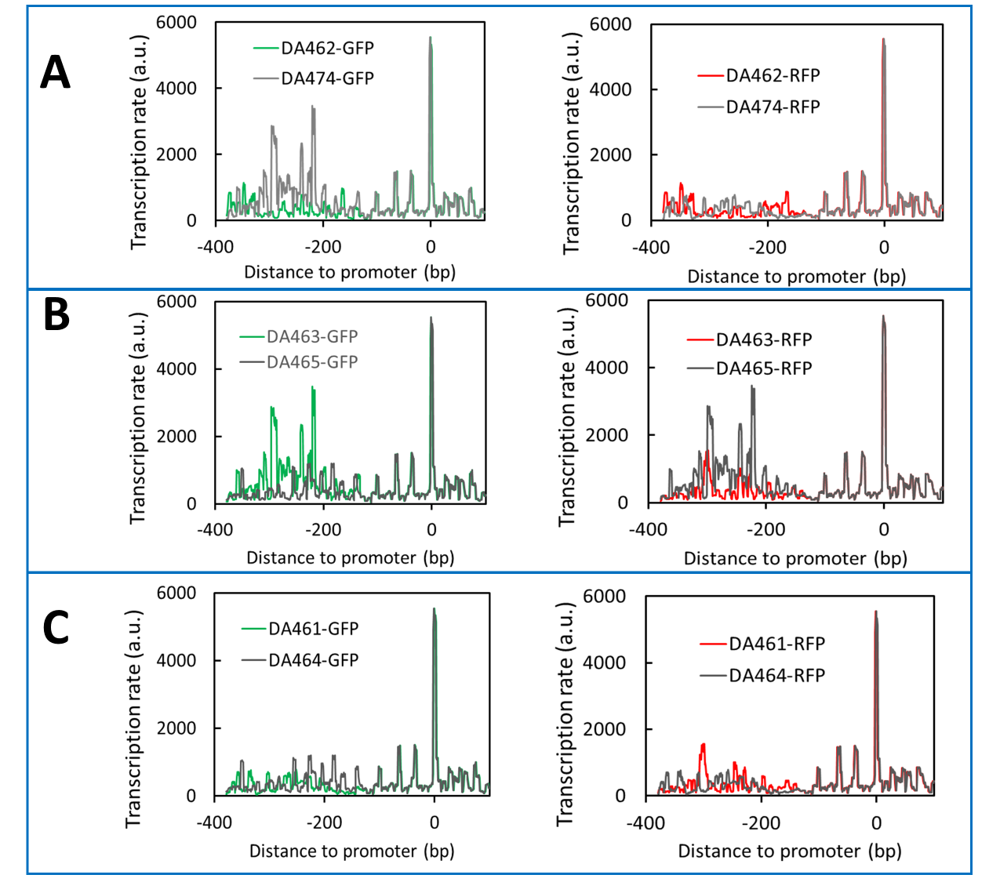 A
Transcription rate (a.u.)
6000
4000
2000
0
DA462-GFP
DA474-GFP
-400
-200
0
Distance to promoter (bp)
Transcription rate (a.u.)
6000
4000
2000
0
DA462-RFP
DA474-RFP
-400
-200
0
Distance to promoter (bp)
B
Transcription rate (a.u.)
6000
4000
2000
0
DA463-GFP
DA465-GFP
-400
-200
0
Distance to promoter (bp)
Transcription rate (a.u.)
6000
4000
2000
0
DA463-RFP
DA465-RFP
-400
-200
0
Distance to promoter (bp)
C
Transcription rate (a.u.)
6000
4000
2000
0
DA461-GFP
DA464-GFP
-400
-200
0
Distance to promoter (bp)
Transcription rate (a.u.)
6000
4000
2000
0
DA461-RFP
DA464-RFP
-400
-200
0
Distance to promoter (bp)